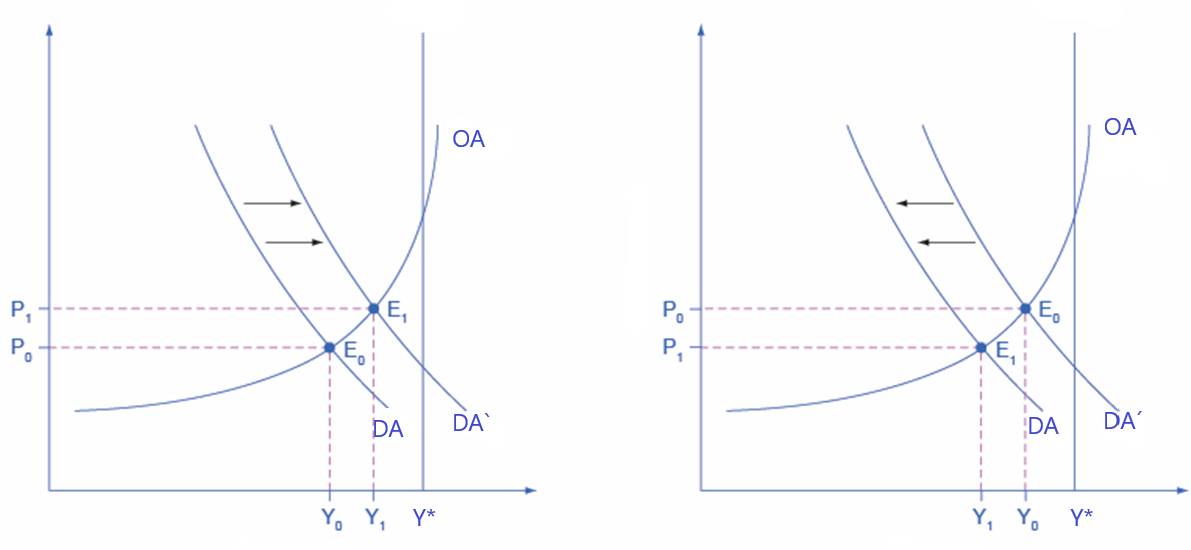 OA
P₁
E₁
P₀
E₀
DA
DA`
Y₀
Y₁
Y*
OA
P₀
E₀
P₁
E₁
DA
DA´
Y₁
Y₀
Y*